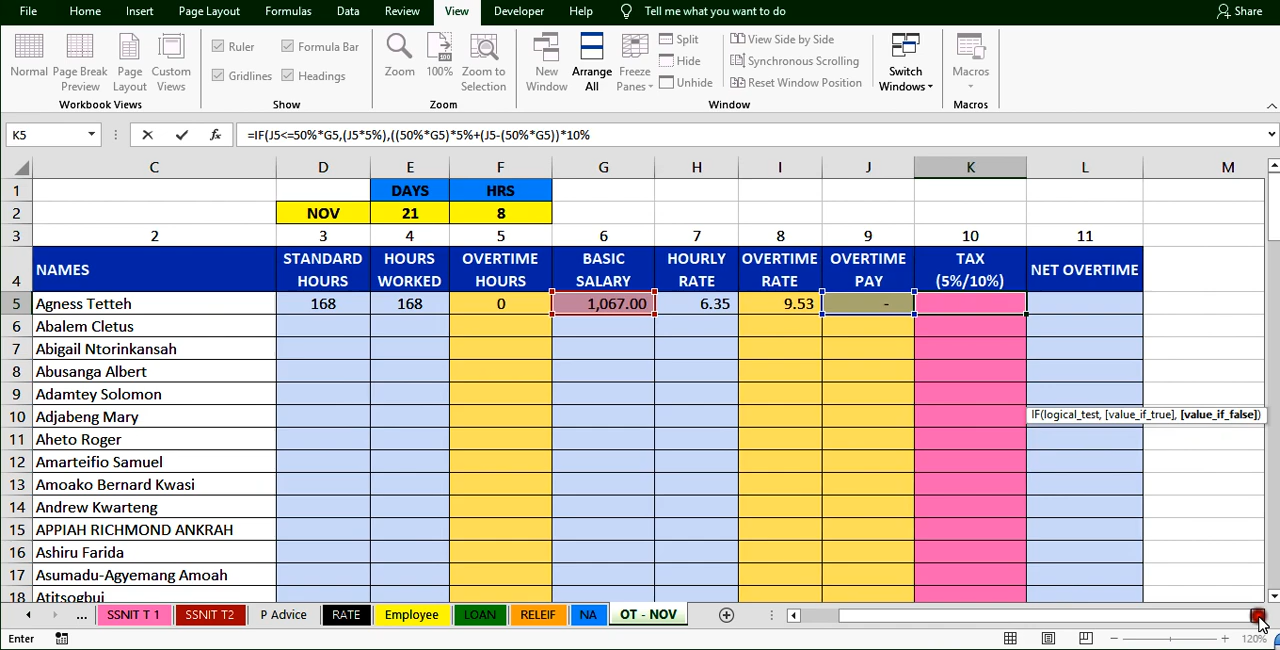 File Home Insert Page Layout Formulas Data Review View Developer Help Tell me what you want to do Share
Normal Page Break Preview Page Layout Custom Views
Ruler Formula Bar
Gridlines Headings
Zoom 100% Zoom to Selection
New Window Arrange All Freeze Panes
Split
Hide
Unhide
View Side by Side
Synchronous Scrolling
Reset Window Position
Switch Windows
Macros
Workbook Views Show Zoom Window Macros
K5 fx =IF(J5<=50%*G5,(J5*5%),((50%*G5)*5%+(J5-(50%*G5))*10%
C D E F G H I J K L M
1 DAYS HRS
2 NOV 21 8
3 2 3 4 5 6 7 8 9 10 11
4 NAMES STANDARD HOURS HOURS WORKED OVERTIME HOURS BASIC SALARY HOURLY RATE OVERTIME RATE OVERTIME PAY TAX (5%/10%) NET OVERTIME
5 Agness Tetteh 168 168 0 1,067.00 6.35 9.53 -
6 Abalem Cletus
7 Abigail Ntorinkansah
8 Abusanga Albert
9 Adamtey Solomon
10 Adjabeng Mary
IF(logical_test, [value_if_true], [value_if_false])
11 Aheto Roger
12 Amarteifio Samuel
13 Amoako Bernard Kwasi
14 Andrew Kwarteng
15 APPIAH RICHMOND ANKRAH
16 Ashiru Farida
17 Asumadu-Agyemang Amoah
18 Atitsogbui
... SSNIT T 1 SSNIT T2 P Advice RATE Employee LOAN RELEIF NA OT - NOV
Enter 120%